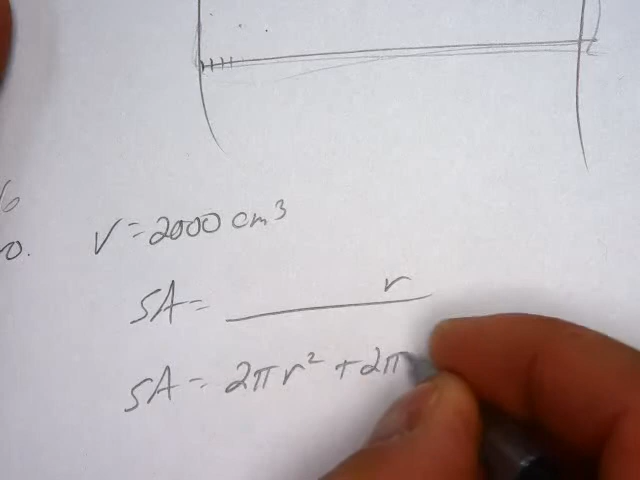 V = 2000 cm³
SA = r
SA = 2πr² + 2π